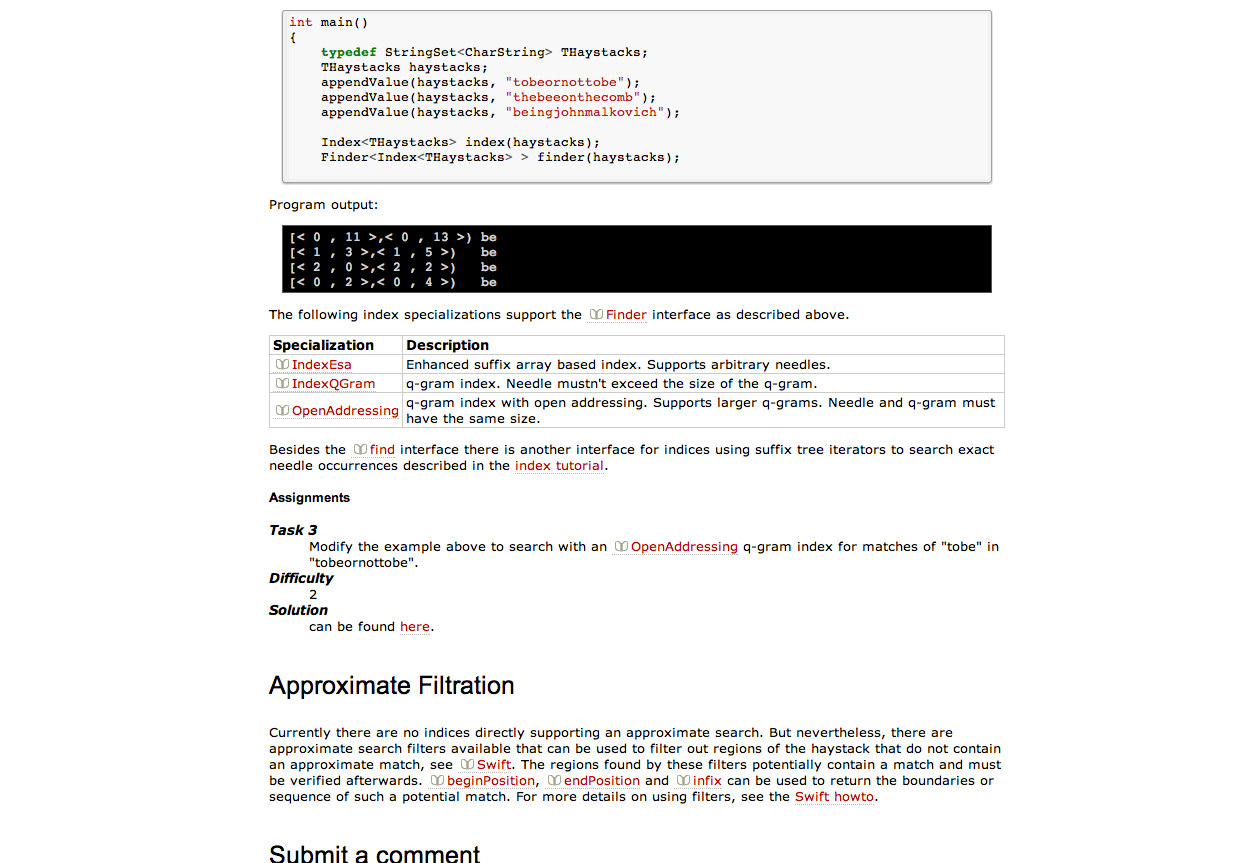 int main()
{
    typedef StringSet<CharString> THaystacks;
    THaystacks haystacks;
    appendValue(haystacks, "tobeornottobe");
    appendValue(haystacks, "thebeeonthecomb");
    appendValue(haystacks, "beingjohnmalkovich");

    Index<THaystacks> index(haystacks);
    Finder<Index<THaystacks> > finder(haystacks);
Program output:
[< 0 , 11 >,< 0 , 13 >) be
[< 1 , 3 >,< 1 , 5 >)   be
[< 2 , 0 >,< 2 , 2 >)   be
[< 0 , 2 >,< 0 , 4 >)   be
The following index specializations support the Finder interface as described above.
Specialization Description
IndexEsa Enhanced suffix array based index. Supports arbitrary needles.
IndexQGram q-gram index. Needle mustn't exceed the size of the q-gram.
OpenAddressing q-gram index with open addressing. Supports larger q-grams. Needle and q-gram must
have the same size.
Besides the find interface there is another interface for indices using suffix tree iterators to search exact
needle occurrences described in the index tutorial.
Assignments
Task 3
Modify the example above to search with an OpenAddressing q-gram index for matches of "tobe" in
"tobeornottobe".
Difficulty
2
Solution
can be found here.
Approximate Filtration
Currently there are no indices directly supporting an approximate search. But nevertheless, there are
approximate search filters available that can be used to filter out regions of the haystack that do not contain
an approximate match, see Swift. The regions found by these filters potentially contain a match and must
be verified afterwards. beginPosition, endPosition and infix can be used to return the boundaries or
sequence of such a potential match. For more details on using filters, see the Swift howto.
Submit a comment